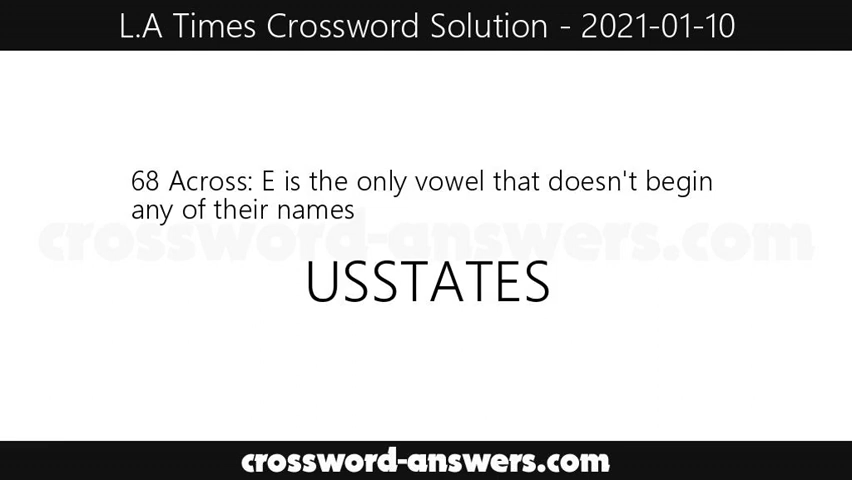 L.A Times Crossword Solution - 2021-01-10
68 Across: E is the only vowel that doesn't begin
any of their names
crossword-answers.com
USSTATES
crossword-answers.com